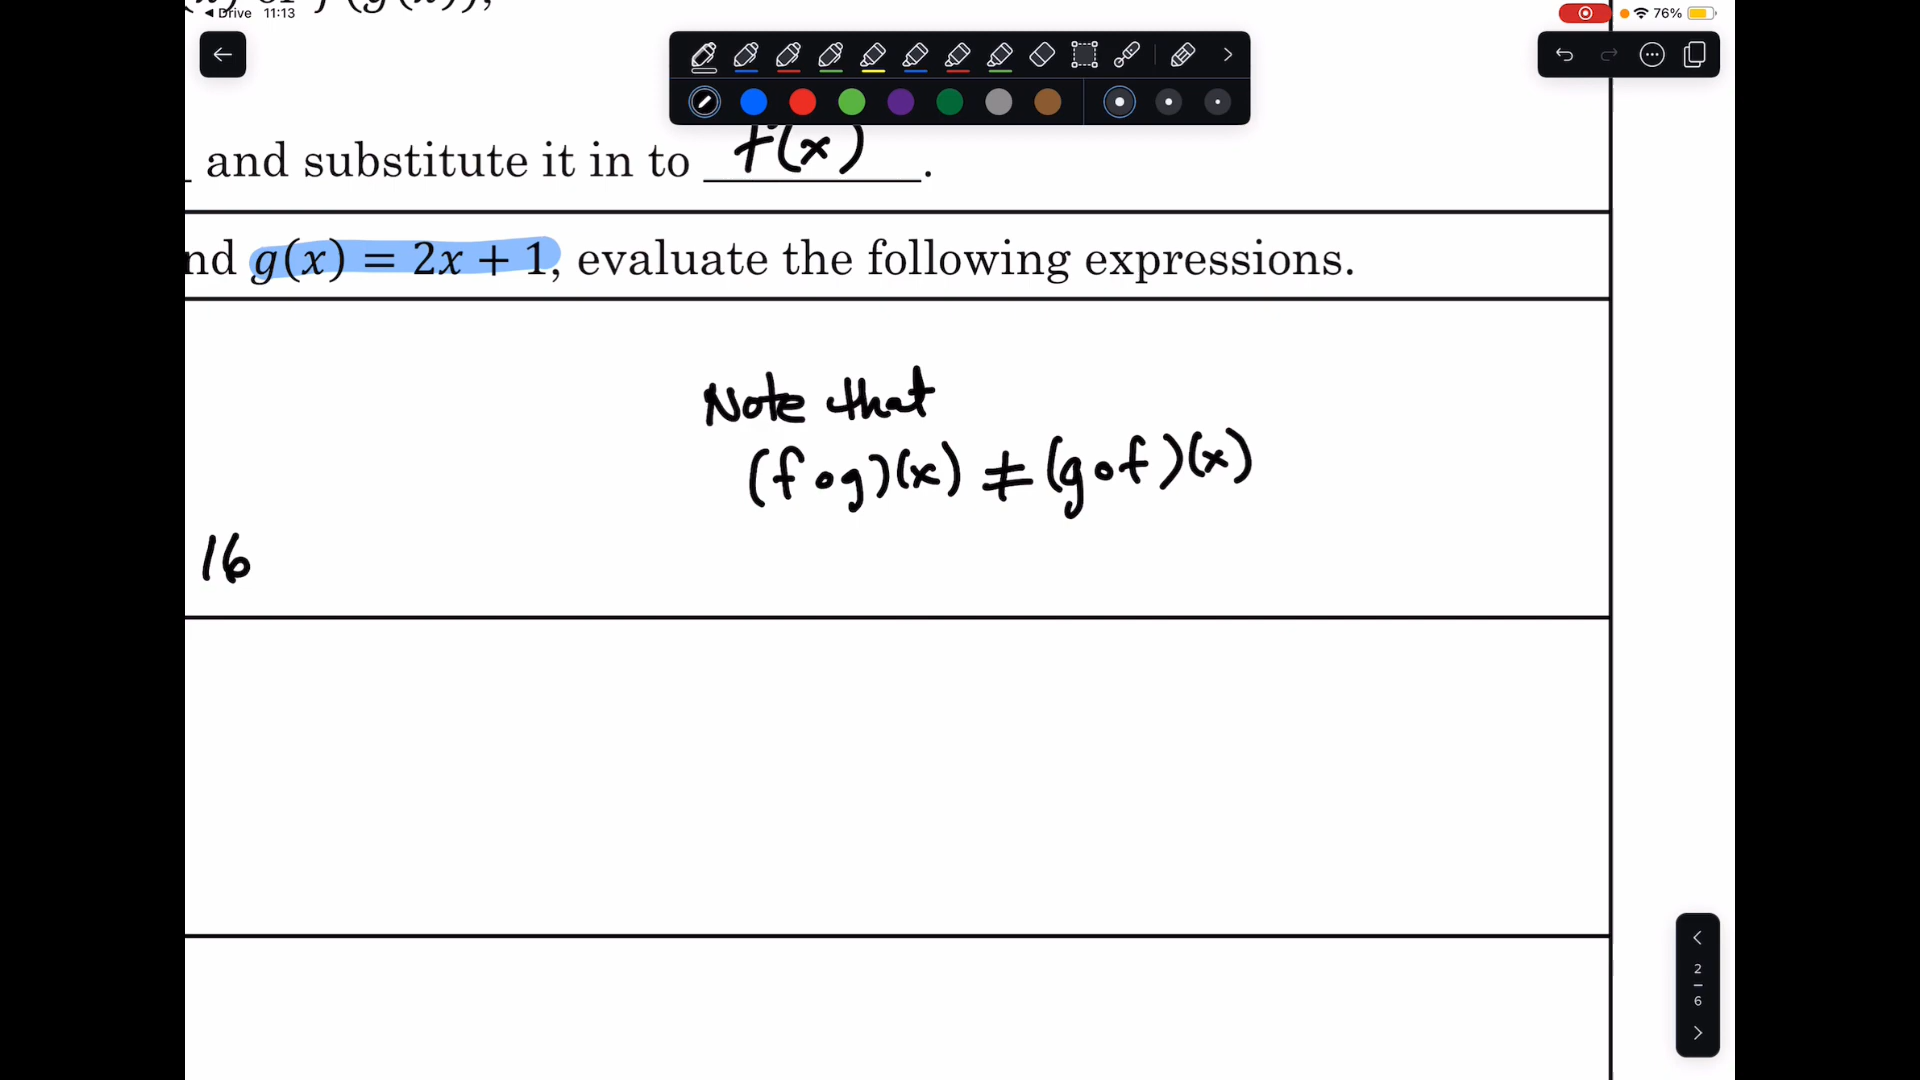 ◂ Drive 11:13
76%
and substitute it in to f(x).
nd g(x) = 2x + 1, evaluate the following expressions.
Note that
(f∘g)(x) ≠ (g∘f)(x)
16
2
6